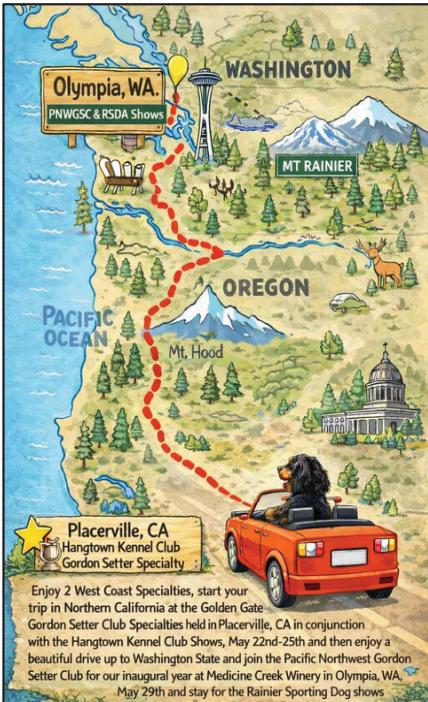 WASHINGTON
Olympia, WA.
PNWGSC & RSDA Shows
MT RAINIER
OREGON
PACIFIC
OCEAN
Mt. Hood
Placerville, CA
Hangtown Kennel Club
Gordon Setter Specialty
Enjoy 2 West Coast Specialties, start your
trip in Northern California at the Golden Gate
Gordon Setter Club Specialties held in Placerville, CA in conjunction
with the Hangtown Kennel Club Shows, May 22nd-25th and then enjoy a
beautiful drive up to Washington State and join the Pacific Northwest Gordon
Setter Club for our inaugural year at Medicine Creek Winery in Olympia, WA,
May 29th and stay for the Rainier Sporting Dog shows